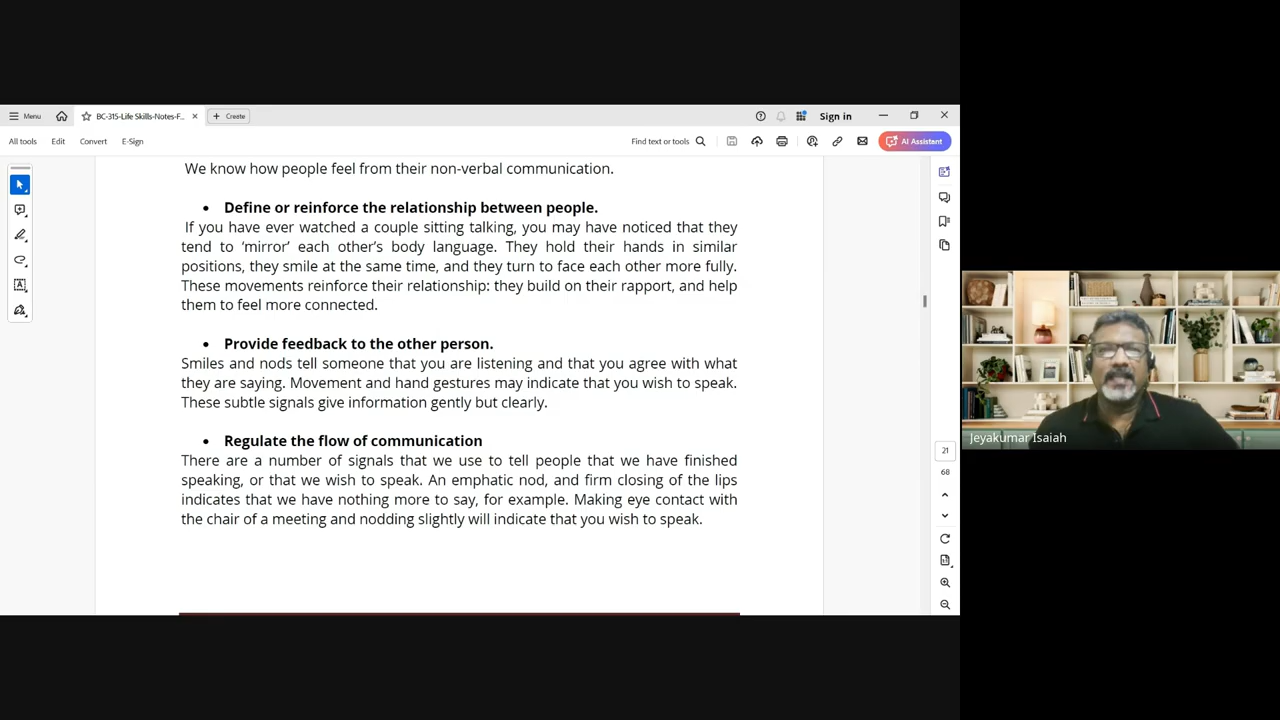 Menu
BC-315-Life Skills-Notes-F...
Create
Sign in
All tools
Edit
Convert
E-Sign
Find text or tools
AI Assistant
We know how people feel from their non-verbal communication.
• Define or reinforce the relationship between people.
If you have ever watched a couple sitting talking, you may have noticed that they
tend to ‘mirror’ each other’s body language. They hold their hands in similar
positions, they smile at the same time, and they turn to face each other more fully.
These movements reinforce their relationship: they build on their rapport, and help
them to feel more connected.
• Provide feedback to the other person.
Smiles and nods tell someone that you are listening and that you agree with what
they are saying. Movement and hand gestures may indicate that you wish to speak.
These subtle signals give information gently but clearly.
• Regulate the flow of communication
There are a number of signals that we use to tell people that we have finished
speaking, or that we wish to speak. An emphatic nod, and firm closing of the lips
indicates that we have nothing more to say, for example. Making eye contact with
the chair of a meeting and nodding slightly will indicate that you wish to speak.
21
68
Jeyakumar Isaiah